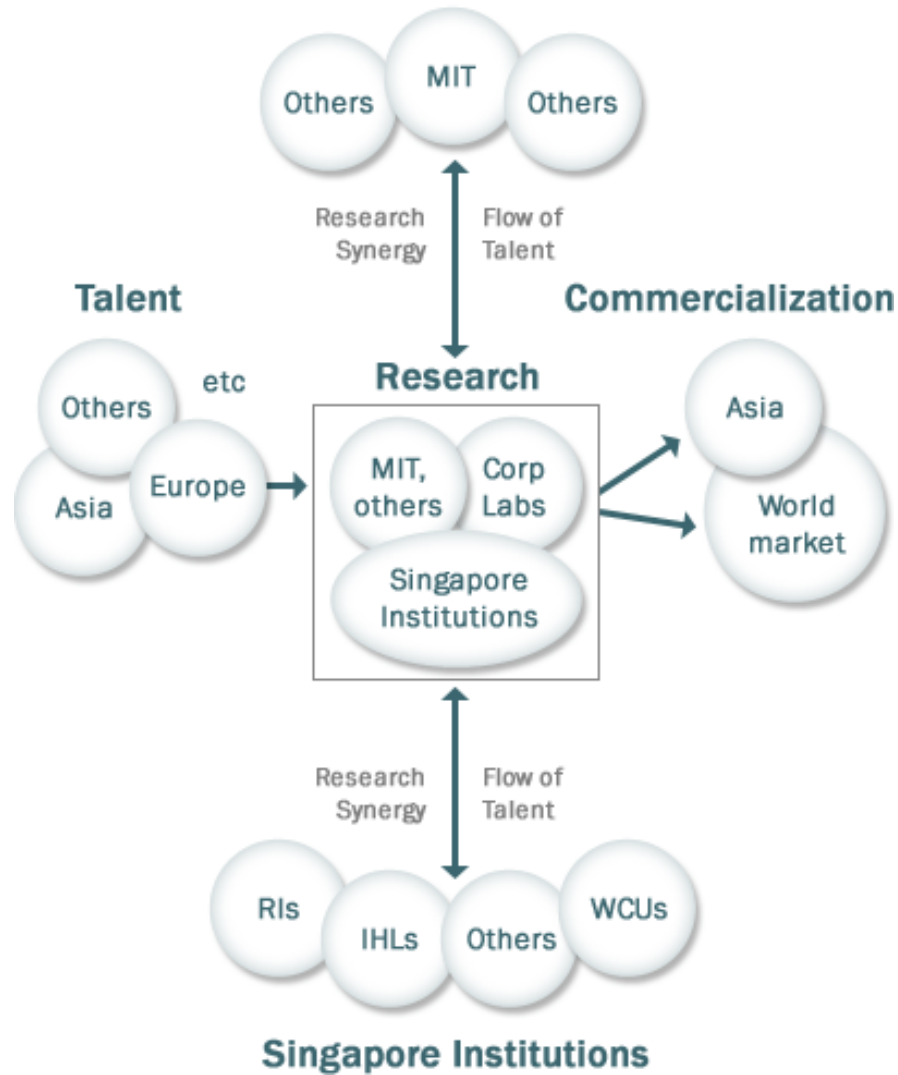 MIT
Others
Others
Research
Synergy
Flow of
Talent
Talent
Commercialization
Research
etc
Others
Asia
Europe
MIT,
others
Corp
Labs
Singapore
Institutions
Asia
World
market
Research
Synergy
Flow of
Talent
RIs
IHLs
Others
WCUs
Singapore Institutions